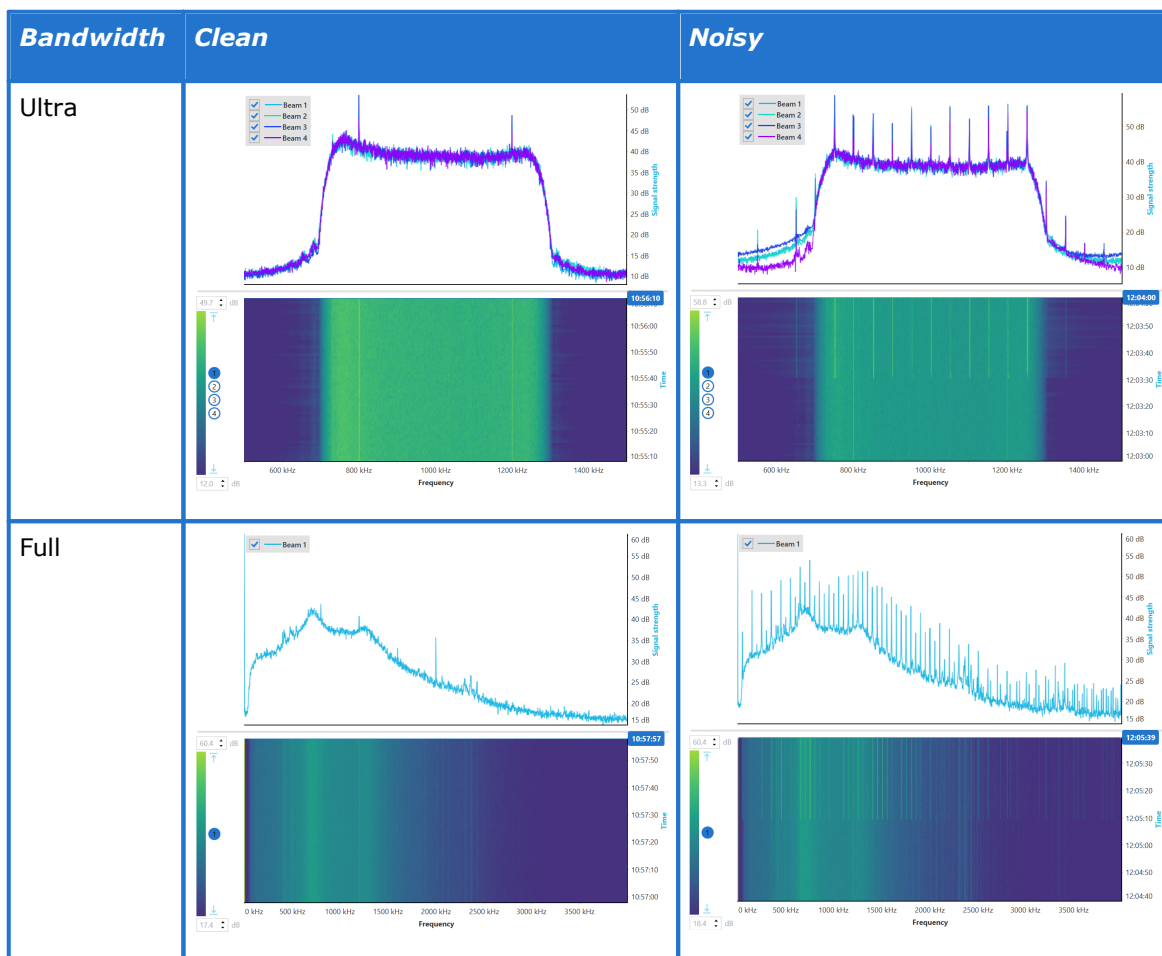 Bandwidth Clean Noisy
Ultra
Beam 1
Beam 2
Beam 3
Beam 4
50 dB
45 dB
40 dB
35 dB
30 dB
25 dB
20 dB
15 dB
10 dB
Signal strength
49.7 dB
1
2
3
4
12.0 dB
10:56:10
10:56:00
10:55:50
10:55:40
10:55:30
10:55:20
10:55:10
Time
600 kHz 800 kHz 1000 kHz 1200 kHz 1400 kHz
Frequency
Beam 1
Beam 2
Beam 3
Beam 4
50 dB
40 dB
30 dB
20 dB
10 dB
Signal strength
58.8 dB
1
2
3
4
13.3 dB
12:04:00
12:03:50
12:03:40
12:03:30
12:03:20
12:03:10
12:03:00
Time
600 kHz 800 kHz 1000 kHz 1200 kHz 1400 kHz
Frequency
Full
Beam 1
60 dB
55 dB
50 dB
45 dB
40 dB
35 dB
30 dB
25 dB
20 dB
15 dB
Signal strength
60.4 dB
1
17.4 dB
10:57:57
10:57:50
10:57:40
10:57:30
10:57:20
10:57:10
10:57:00
Time
0 kHz 500 kHz 1000 kHz 1500 kHz 2000 kHz 2500 kHz 3000 kHz 3500 kHz
Frequency
Beam 1
60 dB
55 dB
50 dB
45 dB
40 dB
35 dB
30 dB
25 dB
20 dB
15 dB
Signal strength
60.4 dB
1
18.4 dB
12:05:39
12:05:30
12:05:20
12:05:10
12:05:00
12:04:50
12:04:40
Time
0 kHz 500 kHz 1000 kHz 1500 kHz 2000 kHz 2500 kHz 3000 kHz 3500 kHz
Frequency